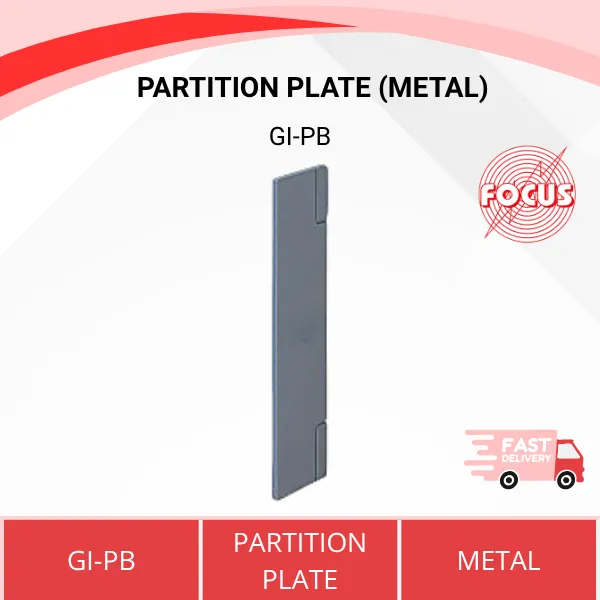 PARTITION PLATE (METAL)
GI-PB
FOCUS
FAST
DELIVERY
GI-PB
PARTITION
PLATE
METAL